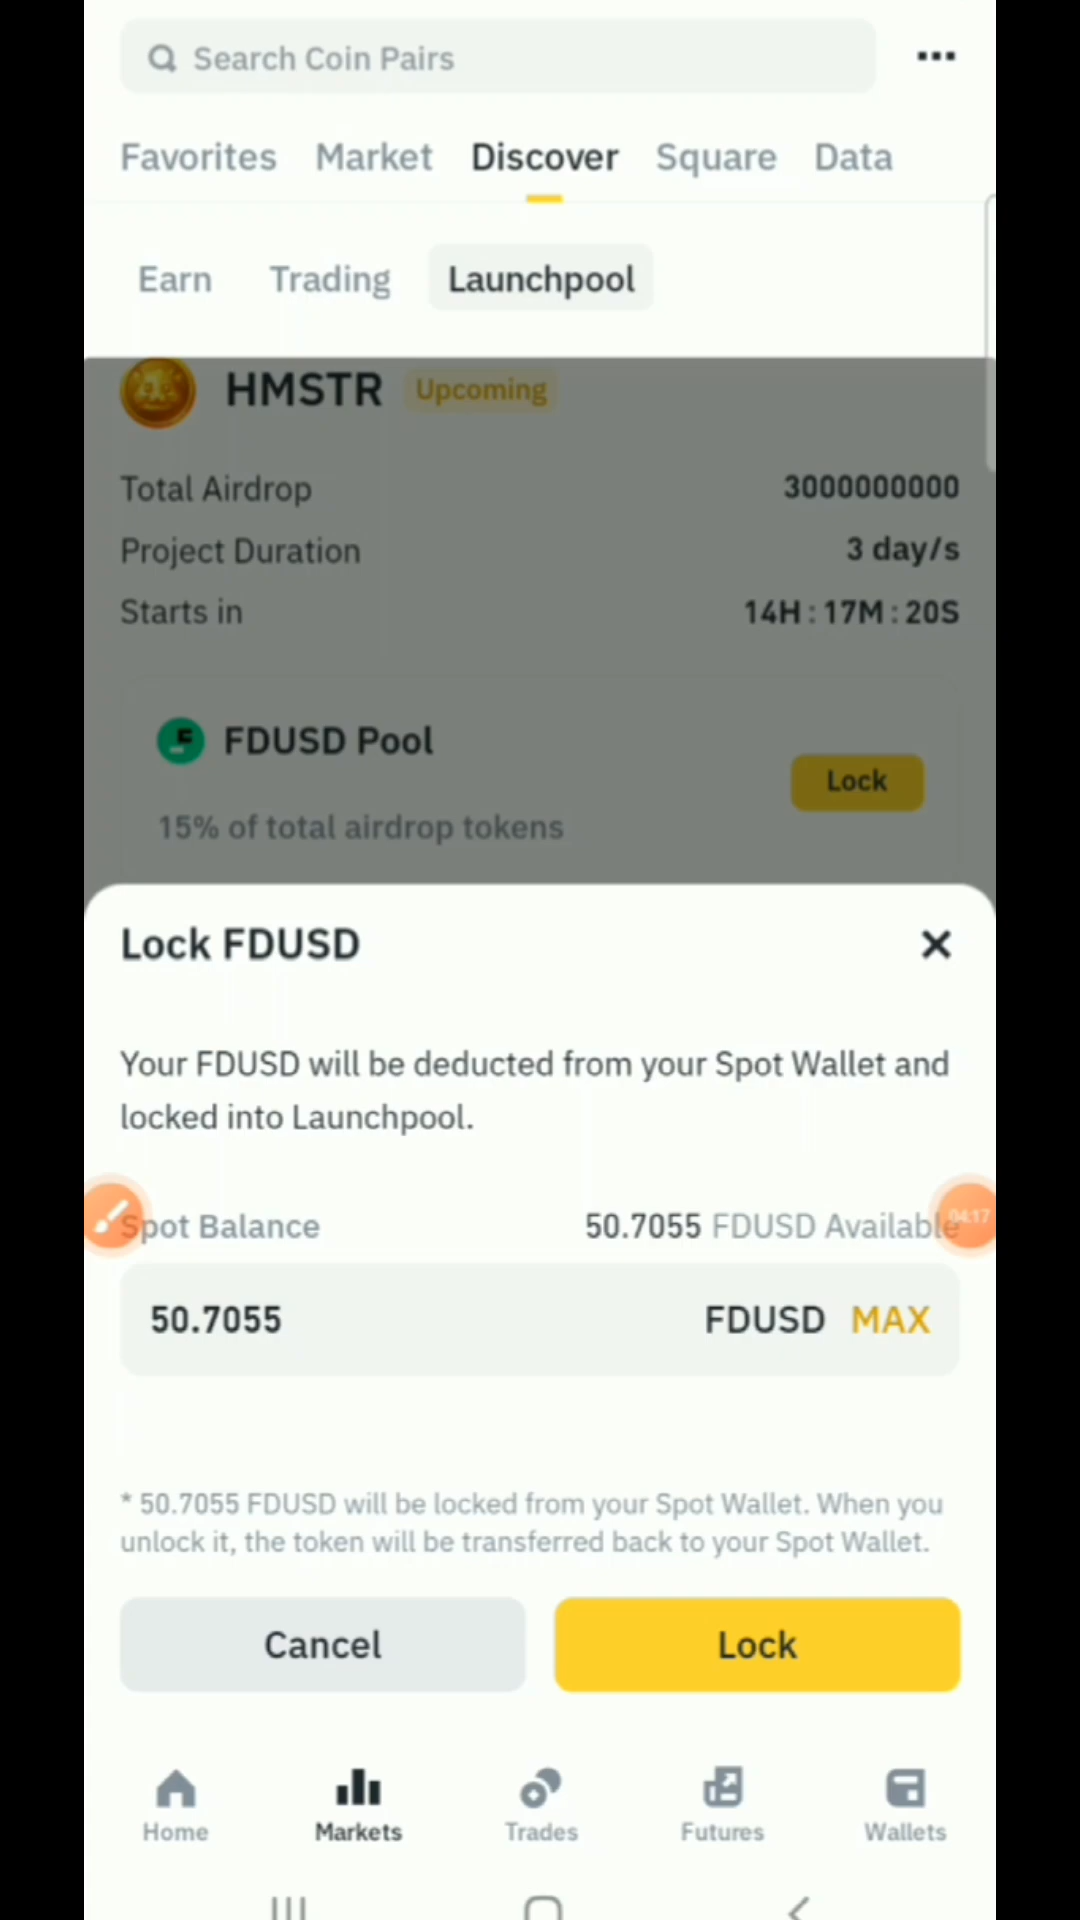 Search Coin Pairs
Favorites Market Discover Square Data
Earn Trading Launchpool
HMSTR Upcoming
Total Airdrop 3000000000
Project Duration 3 day/s
Starts in 14H : 17M : 20S
FDUSD Pool
Lock
15% of total airdrop tokens
Lock FDUSD
Your FDUSD will be deducted from your Spot Wallet and
locked into Launchpool.
Spot Balance 50.7055 FDUSD Available
04:17
50.7055 FDUSD MAX
* 50.7055 FDUSD will be locked from your Spot Wallet. When you
unlock it, the token will be transferred back to your Spot Wallet.
Cancel Lock
Home Markets Trades Futures Wallets